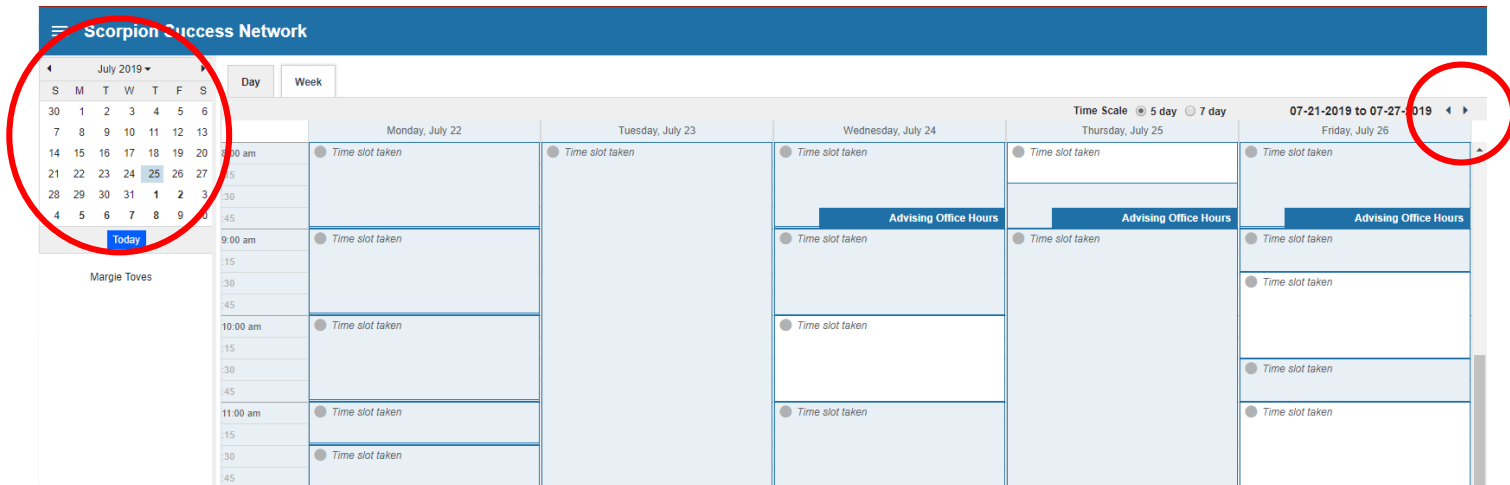 Scorpion Success Network
July 2019
S M T W T F S
30 1 2 3 4 5 6
7 8 9 10 11 12 13
14 15 16 17 18 19 20
21 22 23 24 25 26 27
28 29 30 31 1 2 3
4 5 6 7 8 9
Today
Margie Toves
Day Week
Time Scale 5 day 7 day 07-21-2019 to 07-27-2019
Monday, July 22 Tuesday, July 23 Wednesday, July 24 Thursday, July 25 Friday, July 26
8:00 am Time slot taken Time slot taken Time slot taken Time slot taken Time slot taken
:15
:30
:45 Advising Office Hours Advising Office Hours Advising Office Hours
9:00 am Time slot taken Time slot taken Time slot taken Time slot taken
:15
:30 Time slot taken
:45
10:00 am Time slot taken Time slot taken
:15
:30 Time slot taken
:45
11:00 am Time slot taken Time slot taken Time slot taken
:15
:30 Time slot taken
:45